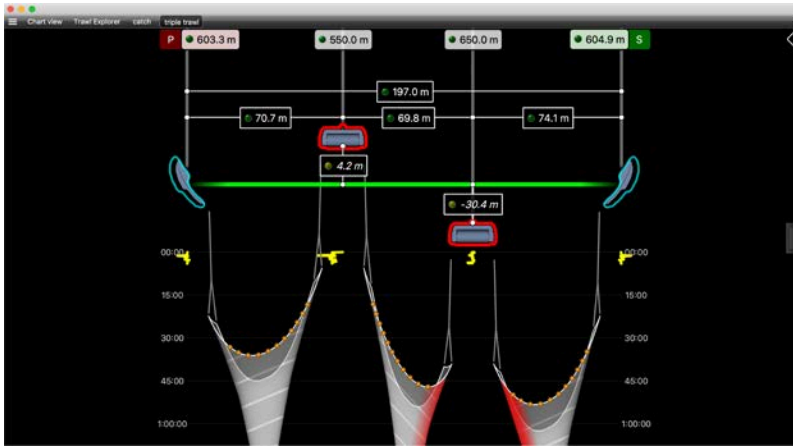 Chart view Trawl Explorer catch triple trawl
P 603.3 m 550.0 m 650.0 m 604.9 m S
197.0 m
70.7 m 69.8 m 74.1 m
4.2 m
-30.4 m
00:00 00:00
15:00 15:00
30:00 30:00
45:00 45:00
1:00:00 1:00:00